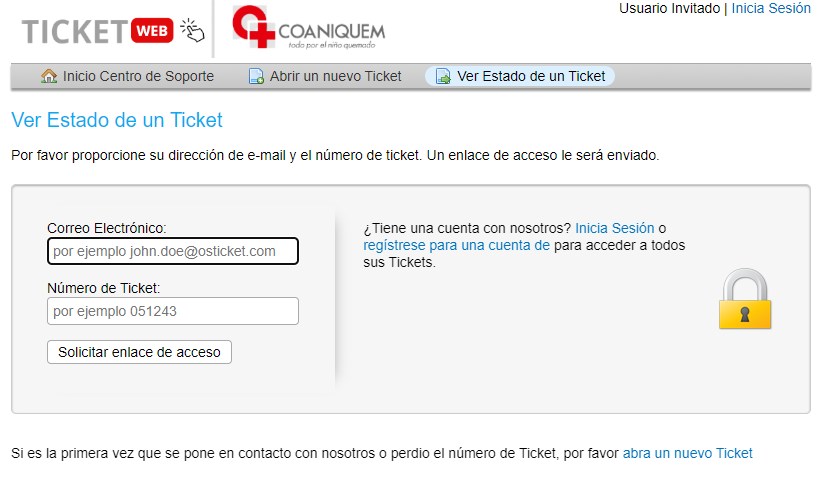 Usuario Invitado | Inicia Sesión
TICKET WEB
COANIQUEM
todo por el niño quemado
Inicio Centro de Soporte
Abrir un nuevo Ticket
Ver Estado de un Ticket
Ver Estado de un Ticket
Por favor proporcione su dirección de e-mail y el número de ticket. Un enlace de acceso le será enviado.
Correo Electrónico:
por ejemplo john.doe@osticket.com
Número de Ticket:
por ejemplo 051243
Solicitar enlace de acceso
¿Tiene una cuenta con nosotros? Inicia Sesión o
regístrese para una cuenta de para acceder a todos
sus Tickets.
Si es la primera vez que se pone en contacto con nosotros o perdio el número de Ticket, por favor abra un nuevo Ticket